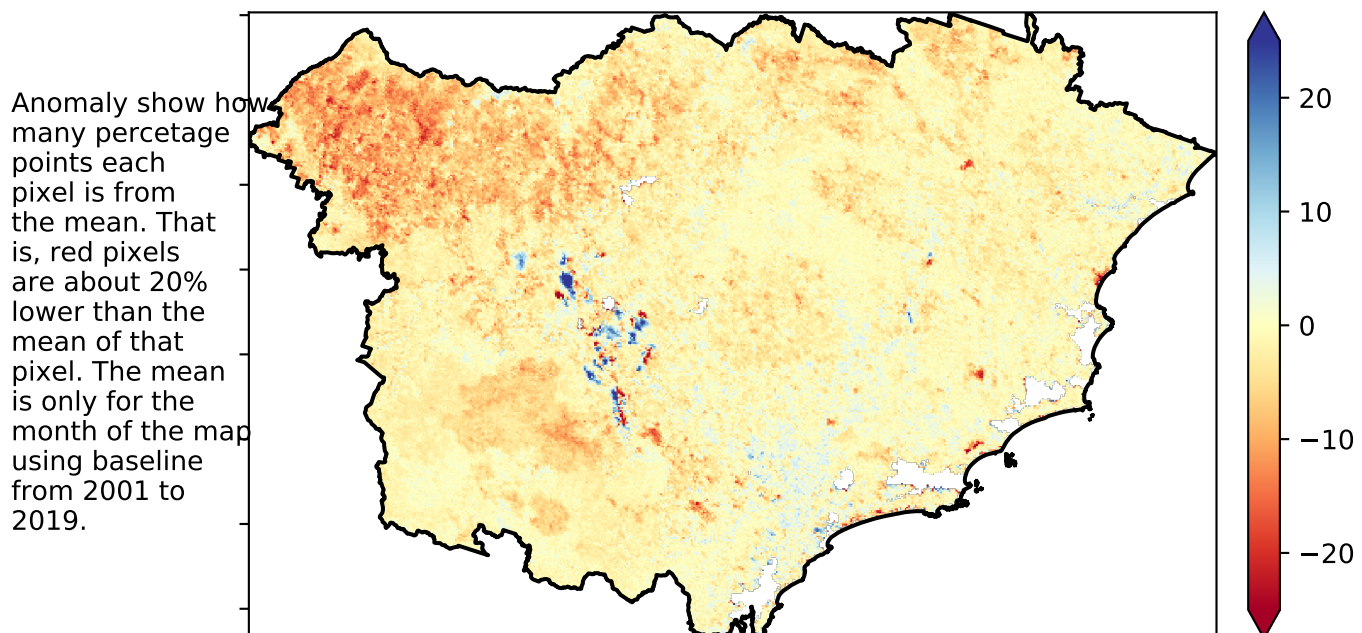 Anomaly show how
many percetage
points each
pixel is from
the mean. That
is, red pixels
are about 20%
lower than the
mean of that
pixel. The mean
is only for the
month of the map
using baseline
from 2001 to
2019.
20
10
0
−10
−20